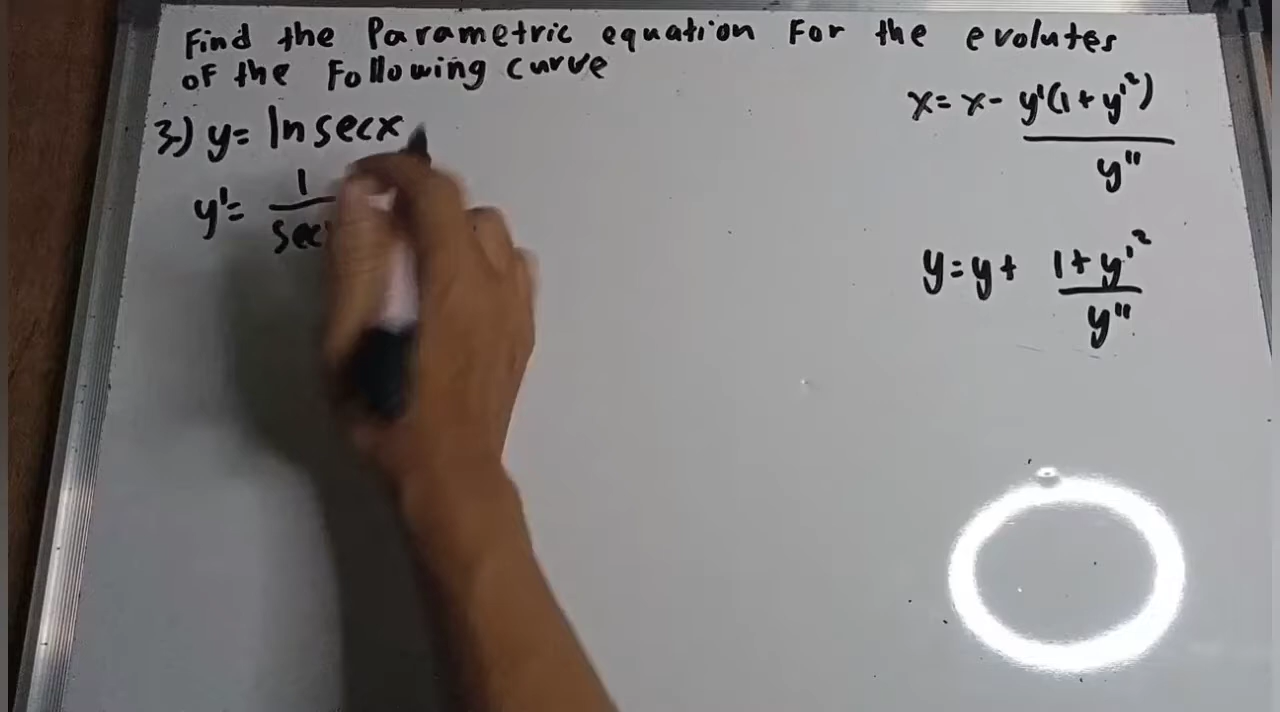 Find the Parametric equation For the evolutes
of the Following curve
3.) y = ln secx
y' = 1 / sec
x = x - y'(1 + y'²) / y"
y = y + 1 + y'² / y"